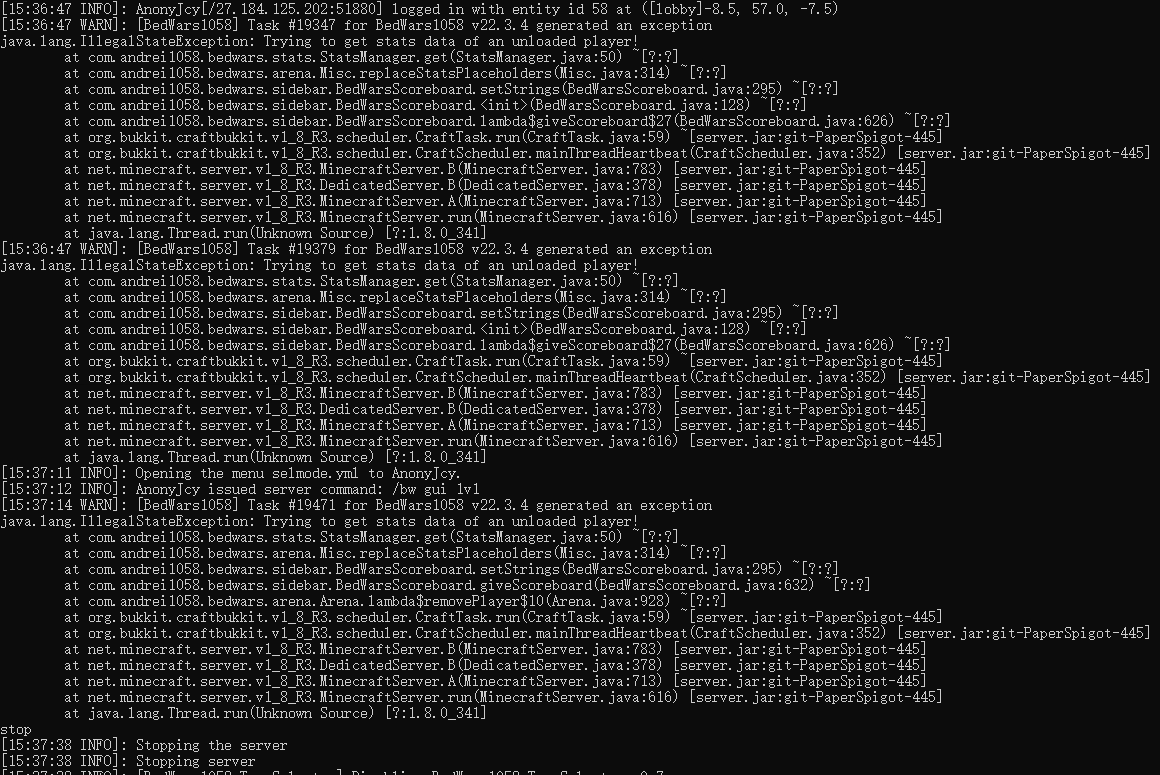 [15:36:47 INFO]: AnonyJcy[/27.184.125.202:51880] logged in with entity id 58 at ([lobby]-8.5, 57.0, -7.5)
[15:36:47 WARN]: [BedWars1058] Task #19347 for BedWars1058 v22.3.4 generated an exception
java.lang.IllegalStateException: Trying to get stats data of an unloaded player!
        at com.andrei1058.bedwars.stats.StatsManager.get(StatsManager.java:50) ~[?:?]
        at com.andrei1058.bedwars.arena.Misc.replaceStatsPlaceholders(Misc.java:314) ~[?:?]
        at com.andrei1058.bedwars.sidebar.BedWarsScoreboard.setStrings(BedWarsScoreboard.java:295) ~[?:?]
        at com.andrei1058.bedwars.sidebar.BedWarsScoreboard.<init>(BedWarsScoreboard.java:128) ~[?:?]
        at com.andrei1058.bedwars.sidebar.BedWarsScoreboard.lambda$giveScoreboard$27(BedWarsScoreboard.java:626) ~[?:?]
        at org.bukkit.craftbukkit.v1_8_R3.scheduler.CraftTask.run(CraftTask.java:59) ~[server.jar:git-PaperSpigot-445]
        at org.bukkit.craftbukkit.v1_8_R3.scheduler.CraftScheduler.mainThreadHeartbeat(CraftScheduler.java:352) [server.jar:git-PaperSpigot-445]
        at net.minecraft.server.v1_8_R3.MinecraftServer.B(MinecraftServer.java:783) [server.jar:git-PaperSpigot-445]
        at net.minecraft.server.v1_8_R3.DedicatedServer.B(DedicatedServer.java:378) [server.jar:git-PaperSpigot-445]
        at net.minecraft.server.v1_8_R3.MinecraftServer.A(MinecraftServer.java:713) [server.jar:git-PaperSpigot-445]
        at net.minecraft.server.v1_8_R3.MinecraftServer.run(MinecraftServer.java:616) [server.jar:git-PaperSpigot-445]
        at java.lang.Thread.run(Unknown Source) [?:1.8.0_341]
[15:36:47 WARN]: [BedWars1058] Task #19379 for BedWars1058 v22.3.4 generated an exception
java.lang.IllegalStateException: Trying to get stats data of an unloaded player!
        at com.andrei1058.bedwars.stats.StatsManager.get(StatsManager.java:50) ~[?:?]
        at com.andrei1058.bedwars.arena.Misc.replaceStatsPlaceholders(Misc.java:314) ~[?:?]
        at com.andrei1058.bedwars.sidebar.BedWarsScoreboard.setStrings(BedWarsScoreboard.java:295) ~[?:?]
        at com.andrei1058.bedwars.sidebar.BedWarsScoreboard.<init>(BedWarsScoreboard.java:128) ~[?:?]
        at com.andrei1058.bedwars.sidebar.BedWarsScoreboard.lambda$giveScoreboard$27(BedWarsScoreboard.java:626) ~[?:?]
        at org.bukkit.craftbukkit.v1_8_R3.scheduler.CraftTask.run(CraftTask.java:59) ~[server.jar:git-PaperSpigot-445]
        at org.bukkit.craftbukkit.v1_8_R3.scheduler.CraftScheduler.mainThreadHeartbeat(CraftScheduler.java:352) [server.jar:git-PaperSpigot-445]
        at net.minecraft.server.v1_8_R3.MinecraftServer.B(MinecraftServer.java:783) [server.jar:git-PaperSpigot-445]
        at net.minecraft.server.v1_8_R3.DedicatedServer.B(DedicatedServer.java:378) [server.jar:git-PaperSpigot-445]
        at net.minecraft.server.v1_8_R3.MinecraftServer.A(MinecraftServer.java:713) [server.jar:git-PaperSpigot-445]
        at net.minecraft.server.v1_8_R3.MinecraftServer.run(MinecraftServer.java:616) [server.jar:git-PaperSpigot-445]
        at java.lang.Thread.run(Unknown Source) [?:1.8.0_341]
[15:37:11 INFO]: Opening the menu selmode.yml to AnonyJcy.
[15:37:12 INFO]: AnonyJcy issued server command: /bw gui 1v1
[15:37:14 WARN]: [BedWars1058] Task #19471 for BedWars1058 v22.3.4 generated an exception
java.lang.IllegalStateException: Trying to get stats data of an unloaded player!
        at com.andrei1058.bedwars.stats.StatsManager.get(StatsManager.java:50) ~[?:?]
        at com.andrei1058.bedwars.arena.Misc.replaceStatsPlaceholders(Misc.java:314) ~[?:?]
        at com.andrei1058.bedwars.sidebar.BedWarsScoreboard.setStrings(BedWarsScoreboard.java:295) ~[?:?]
        at com.andrei1058.bedwars.sidebar.BedWarsScoreboard.giveScoreboard(BedWarsScoreboard.java:632) ~[?:?]
        at com.andrei1058.bedwars.arena.Arena.lambda$removePlayer$10(Arena.java:928) ~[?:?]
        at org.bukkit.craftbukkit.v1_8_R3.scheduler.CraftTask.run(CraftTask.java:59) ~[server.jar:git-PaperSpigot-445]
        at org.bukkit.craftbukkit.v1_8_R3.scheduler.CraftScheduler.mainThreadHeartbeat(CraftScheduler.java:352) [server.jar:git-PaperSpigot-445]
        at net.minecraft.server.v1_8_R3.MinecraftServer.B(MinecraftServer.java:783) [server.jar:git-PaperSpigot-445]
        at net.minecraft.server.v1_8_R3.DedicatedServer.B(DedicatedServer.java:378) [server.jar:git-PaperSpigot-445]
        at net.minecraft.server.v1_8_R3.MinecraftServer.A(MinecraftServer.java:713) [server.jar:git-PaperSpigot-445]
        at net.minecraft.server.v1_8_R3.MinecraftServer.run(MinecraftServer.java:616) [server.jar:git-PaperSpigot-445]
        at java.lang.Thread.run(Unknown Source) [?:1.8.0_341]
stop
[15:37:38 INFO]: Stopping the server
[15:37:38 INFO]: Stopping server